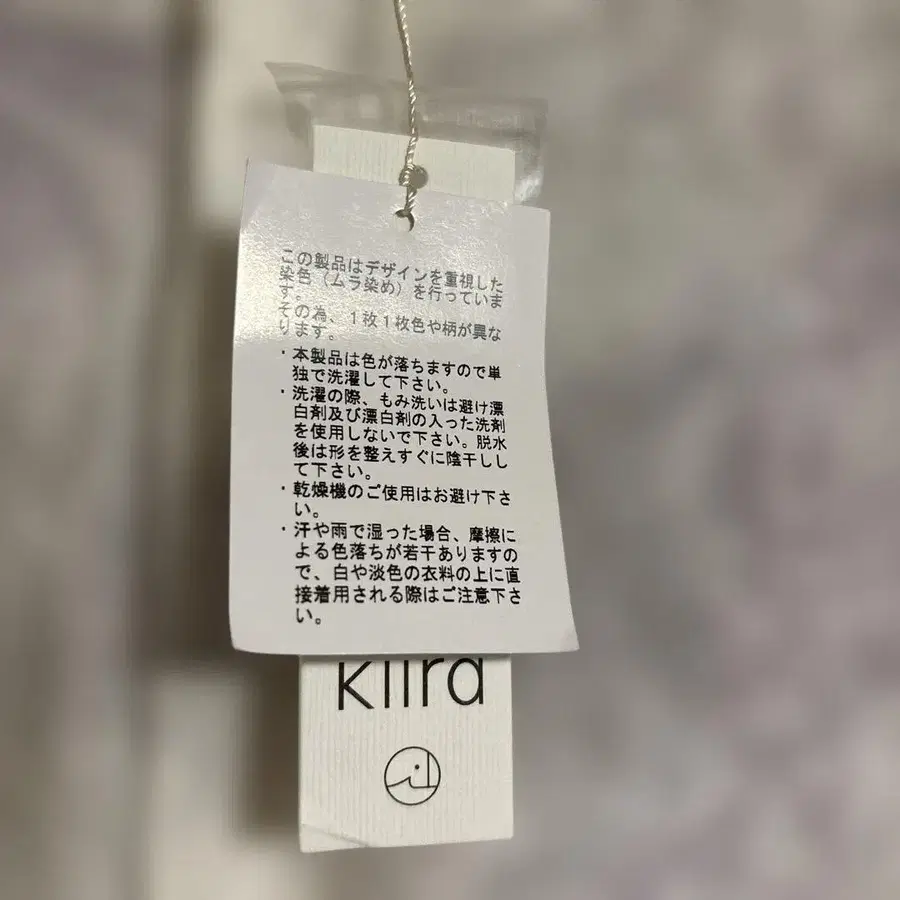 この製品はデザインを重視した
染色（ムラ染め）を行っていま
す。
その為、１枚１枚色や柄が異な
ります。
・本製品は色が落ちますので単
独で洗濯して下さい。
・洗濯の際、もみ洗いは避け漂
白剤及び漂白剤の入った洗剤
を使用しないで下さい。脱水
後は形を整えすぐに陰干しし
て下さい。
・乾燥機のご使用はお避け下さ
い。
・汗や雨で湿った場合、摩擦に
よる色落ちが若干ありますの
で、白や淡色の衣料の上に直
接着用される際はご注意下さ
い。
kiira